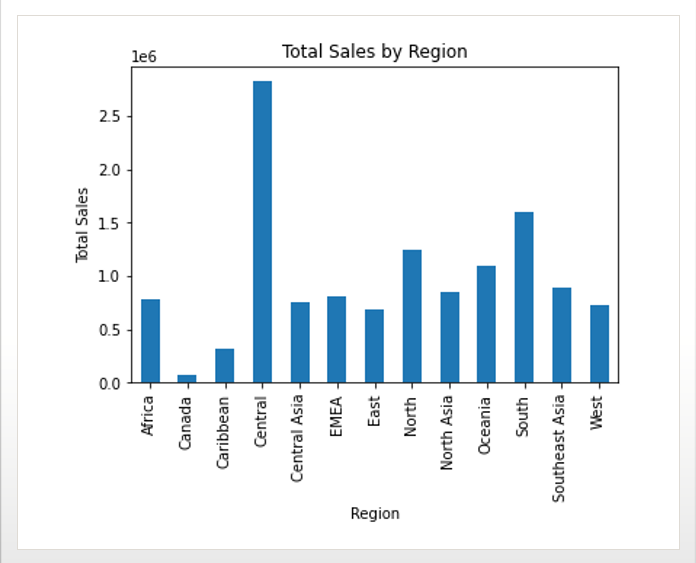 Total Sales by Region
1e6
2.5
2.0
1.5
1.0
0.5
0.0
Total Sales
Africa
Canada
Caribbean
Central
Central Asia
EMEA
East
North
North Asia
Oceania
South
Southeast Asia
West
Region